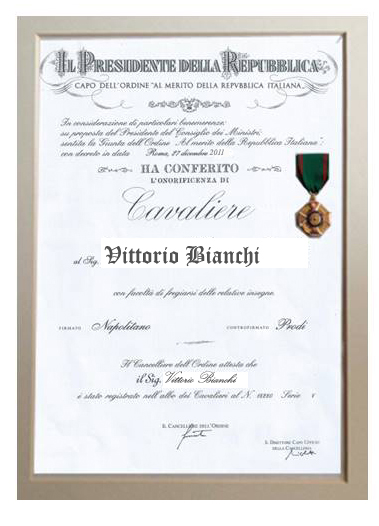 IL PRESIDENTE DELLA REPUBBLICA
CAPO DELL'ORDINE "AL MERITO DELLA REPVBBLICA ITALIANA"
In considerazione di particolari benemerenze;
su proposta del Presidente del Consiglio dei Ministri;
sentita la Giunta dell'Ordine "Al merito della Repubblica Italiana";
con decreto in data Roma, 27 dicembre 2011
HA CONFERITO
L'ONORIFICENZA DI
Cavaliere
al Sig. Vittorio Bianchi
con facoltà di fregiarsi delle relative insegne.
FIRMATO Napolitano CONTROFIRMATO Prodi
Il Cancelliere dell'Ordine attesta che
il Sig. Vittorio Bianchi
è stato registrato nell'albo dei Cavalieri al N. Serie V
IL CANCELLIERE DELL'ORDINE
IL DIRETTORE CAPO UFFICIO
DELLA CANCELLERIA